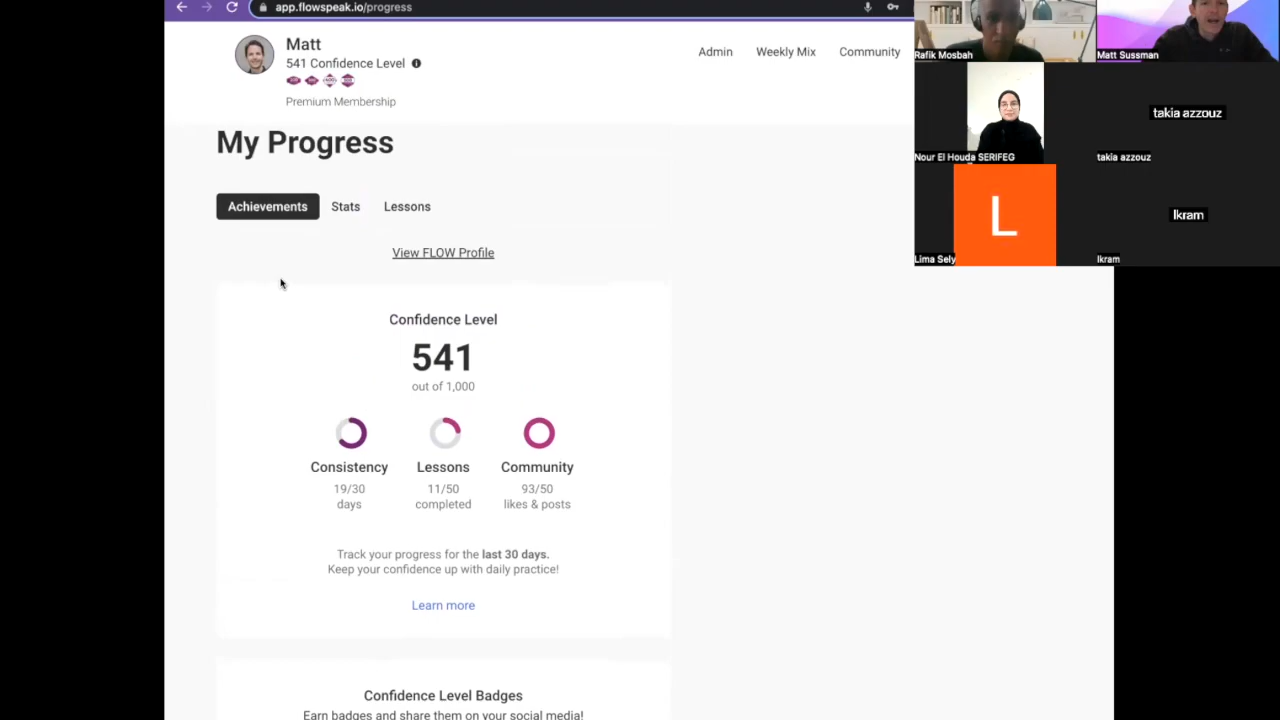 app.flowspeak.io/progress
Matt
541 Confidence Level
Premium Membership
Admin Weekly Mix Community
My Progress
Achievements Stats Lessons
View FLOW Profile
Confidence Level
541
out of 1,000
Consistency Lessons Community
19/30 11/50 93/50
days completed likes & posts
Track your progress for the last 30 days.
Keep your confidence up with daily practice!
Learn more
Confidence Level Badges
Earn badges and share them on your social media!
Rafik Mosbah
Matt Sussman
Nour El Houda SERIFEG
takia azzouz
takia azzouz
L
Lima Sely
Ikram
Ikram